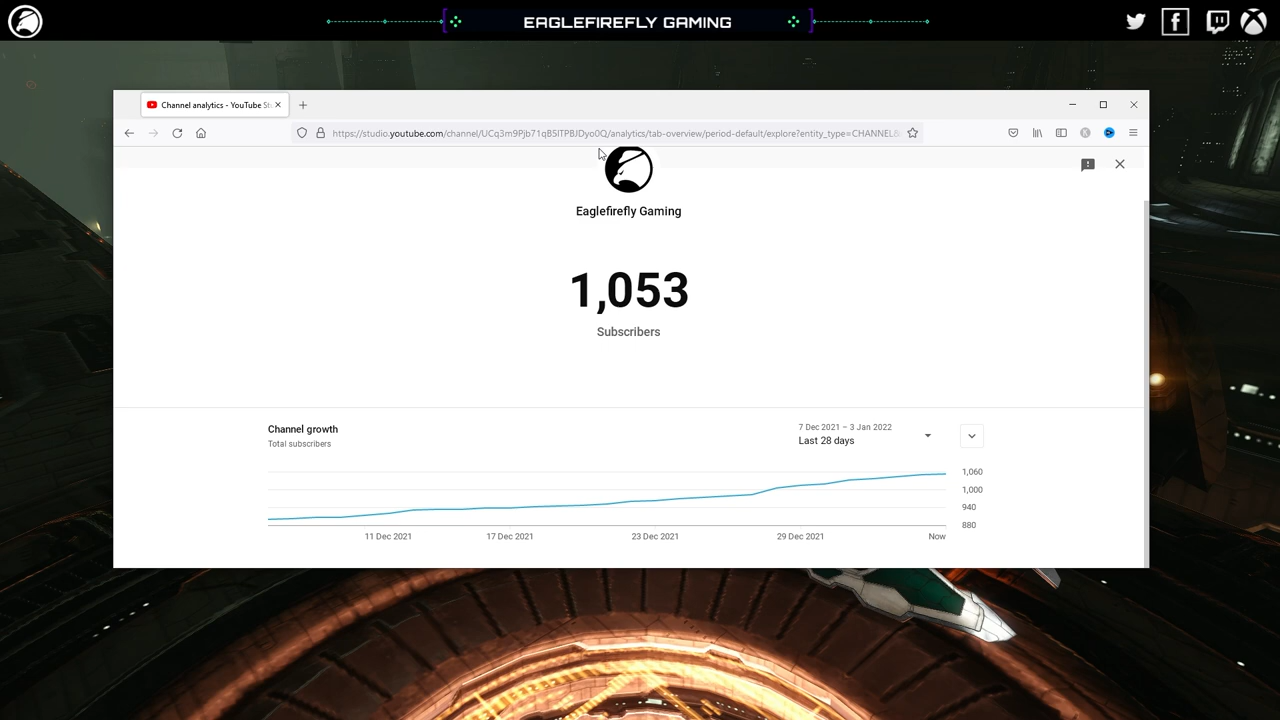 EAGLEFIREFLY GAMING
Channel analytics - YouTube St
https://studio.youtube.com/channel/UCq3m9Pjb71qB5ITPBJDyo0Q/analytics/tab-overview/period-default/explore?entity_type=CHANNEL&
Eaglefirefly Gaming
1,053
Subscribers
Channel growth
Total subscribers
7 Dec 2021 – 3 Jan 2022
Last 28 days
1,060
1,000
940
880
11 Dec 2021
17 Dec 2021
23 Dec 2021
29 Dec 2021
Now